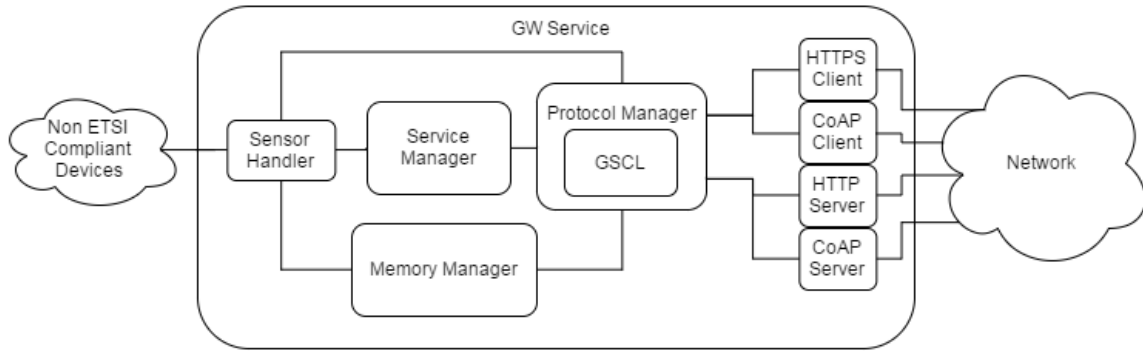 GW Service
Non ETSI
Compliant
Devices
Sensor
Handler
Service
Manager
Memory Manager
Protocol Manager
GSCL
HTTPS
Client
CoAP
Client
HTTP
Server
CoAP
Server
Network